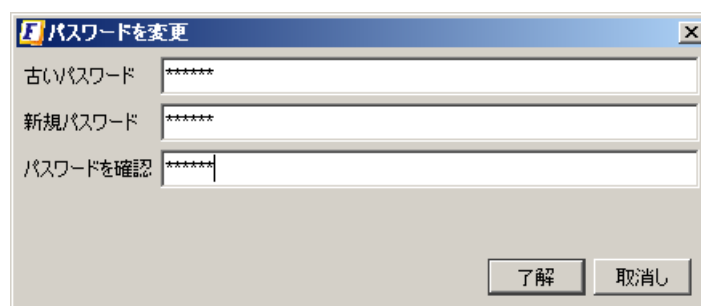 パスワードを変更
古いパスワード ******
新規パスワード ******
パスワードを確認 ******
了解 取消し